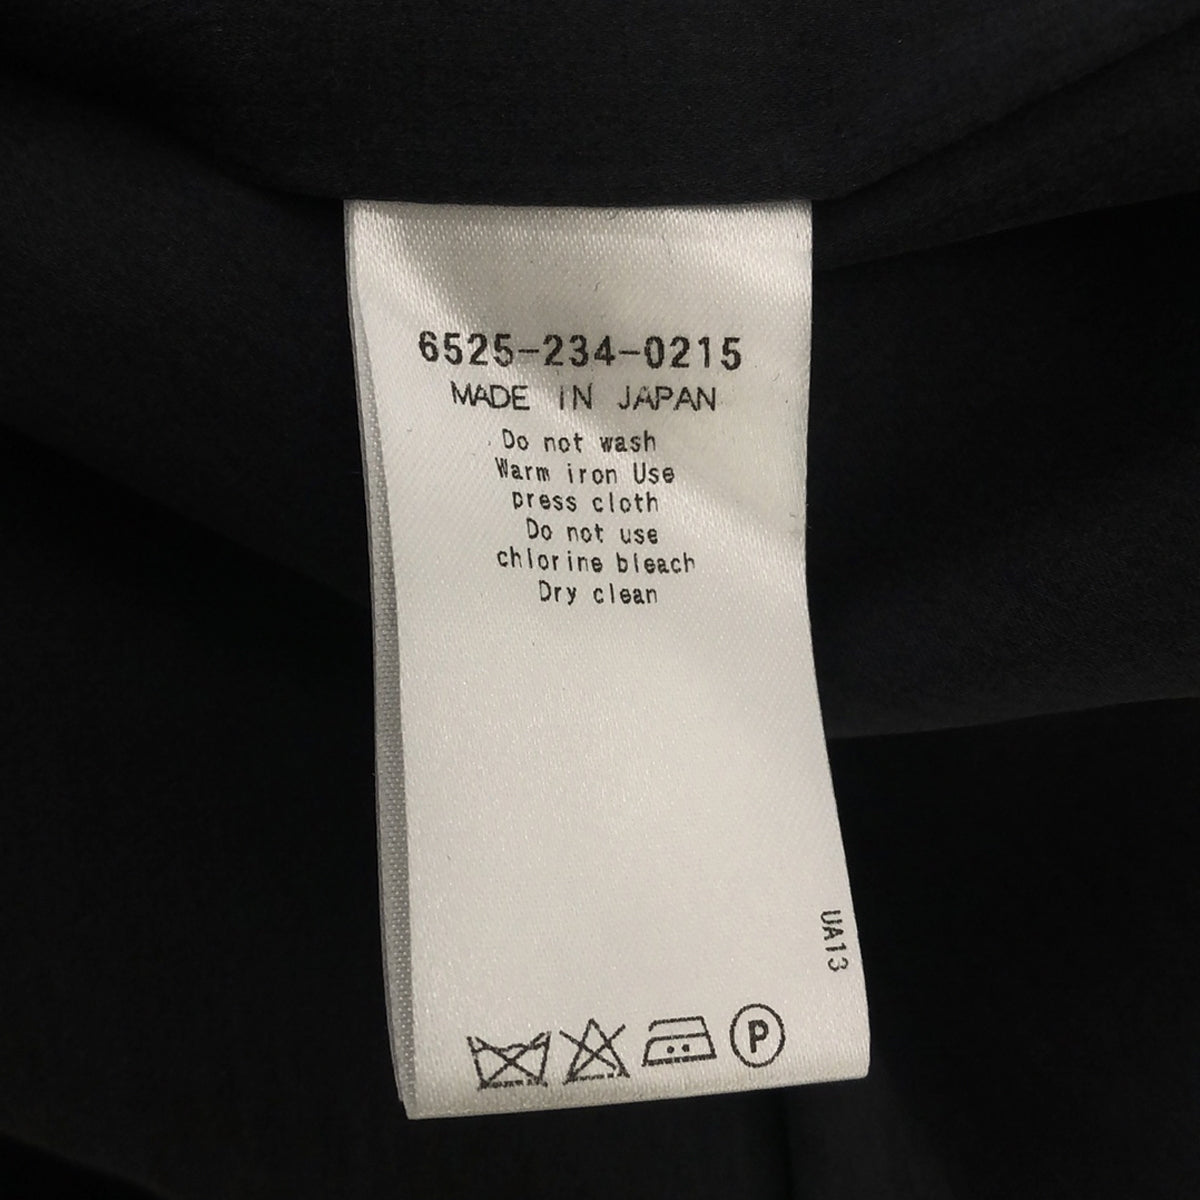 6525-234-0215
MADE IN JAPAN
Do not wash
Warm iron Use
press cloth
Do not use
chlorine bleach
Dry clean
UA13
P